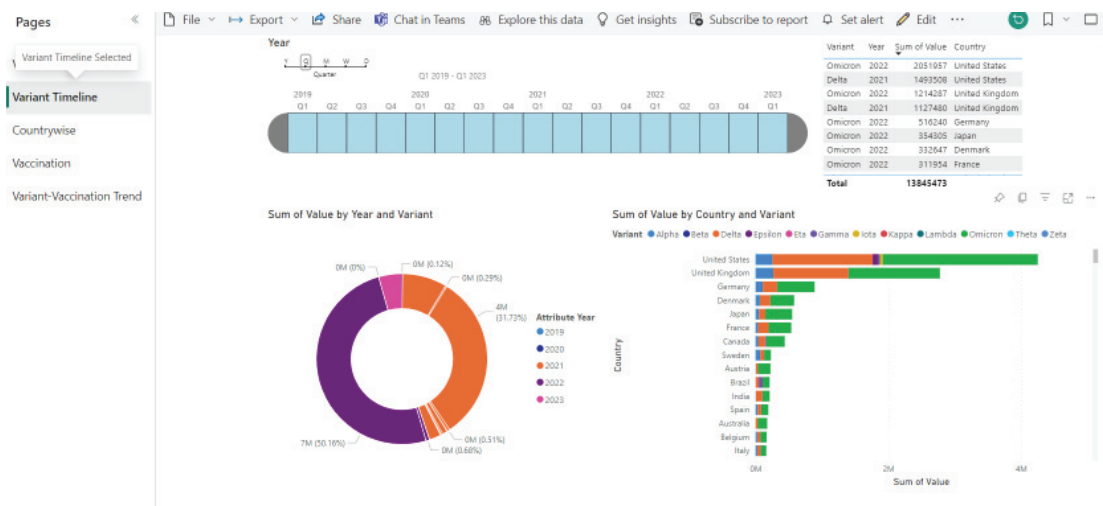 Pages
File
Export
Share
Chat in Teams
Explore this data
Get insights
Subscribe to report
Set alert
Edit
Variant Timeline Selected
Variant Timeline
Countrywise
Vaccination
Variant-Vaccination Trend
Year
Y Q M W D
Quarter
Q1 2019 - Q1 2023
2019 2020 2021 2022 2023
Q1 Q2 Q3 Q4 Q1 Q2 Q3 Q4 Q1 Q2 Q3 Q4 Q1 Q2 Q3 Q4 Q1
Variant Year Sum of Value Country
Omicron 2022 2051957 United States
Delta 2021 1493508 United States
Omicron 2022 1214287 United Kingdom
Delta 2021 1127480 United Kingdom
Omicron 2022 516240 Germany
Omicron 2022 354305 Japan
Omicron 2022 332647 Denmark
Omicron 2022 311954 France
Total 13845473
Sum of Value by Year and Variant
0M (0%)
0M (0.12%)
0M (0.29%)
4M
(31.73%)
0M (0.51%)
0M (0.68%)
7M (50.16%)
Attribute Year
2019
2020
2021
2022
2023
Sum of Value by Country and Variant
Variant Alpha Beta Delta Epsilon Eta Gamma Iota Kappa Lambda Omicron Theta Zeta
Country
United States
United Kingdom
Germany
Denmark
Japan
France
Canada
Sweden
Austria
Brazil
India
Spain
Australia
Belgium
Italy
0M 2M 4M
Sum of Value